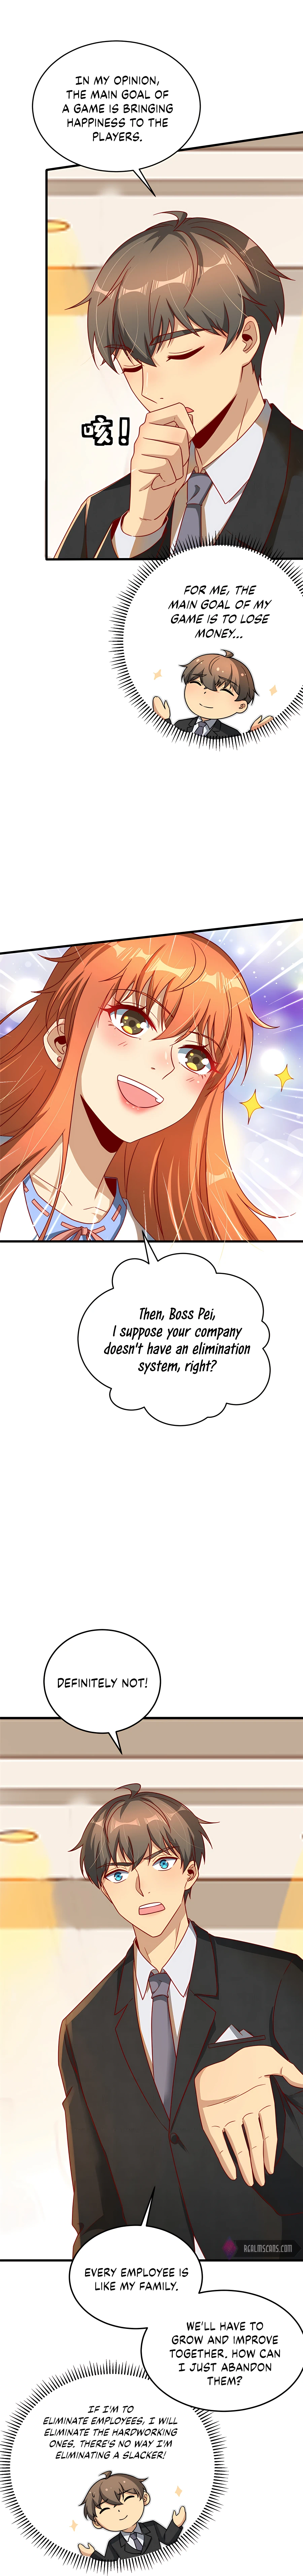 IN MY OPINION,
THE MAIN GOAL OF
A GAME IS BRINGING
HAPPINESS TO THE
PLAYERS.
咳!
FOR ME, THE
MAIN GOAL OF MY
GAME IS TO LOSE
MONEY...
Then, Boss Pei,
I suppose your company
doesn't have an elimination
system, right?
DEFINITELY NOT!
REALMSCANS.COM
EVERY EMPLOYEE IS
LIKE MY FAMILY.
WE'LL HAVE TO
GROW AND IMPROVE
TOGETHER. HOW CAN
I JUST ABANDON
THEM?
IF I'M TO
ELIMINATE EMPLOYEES, I WILL
ELIMINATE THE HARDWORKING
ONES, THERE'S NO WAY I'M
ELIMINATING A SLACKER!